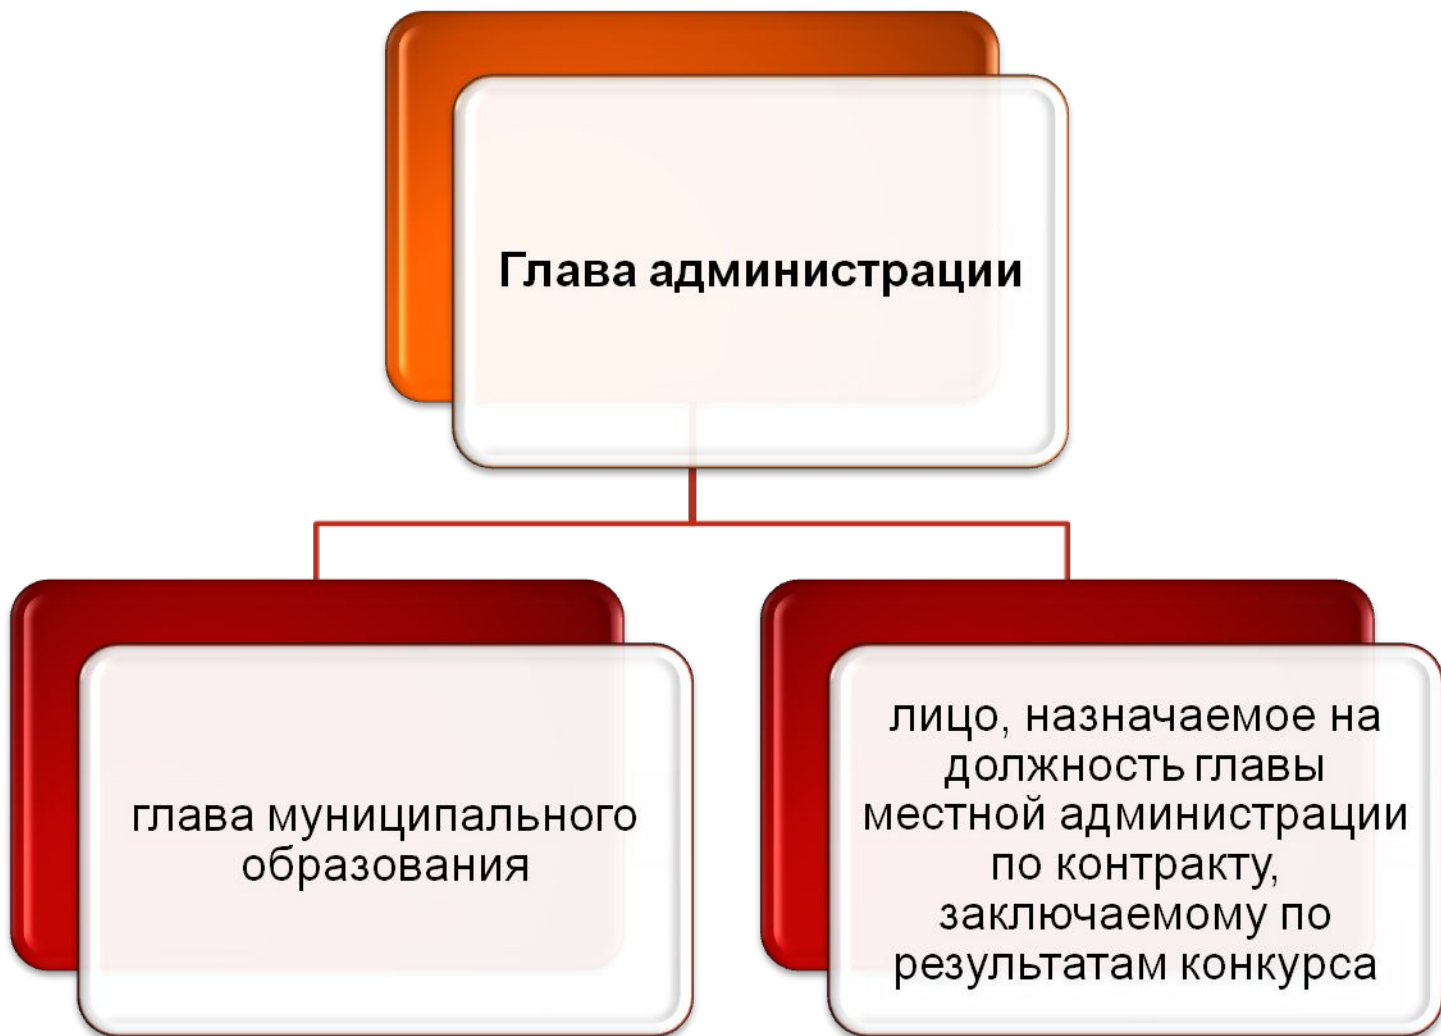 Глава администрации
глава муниципального
образования
лицо, назначаемое на
должность главы
местной администрации
по контракту,
заключаемому по
результатам конкурса